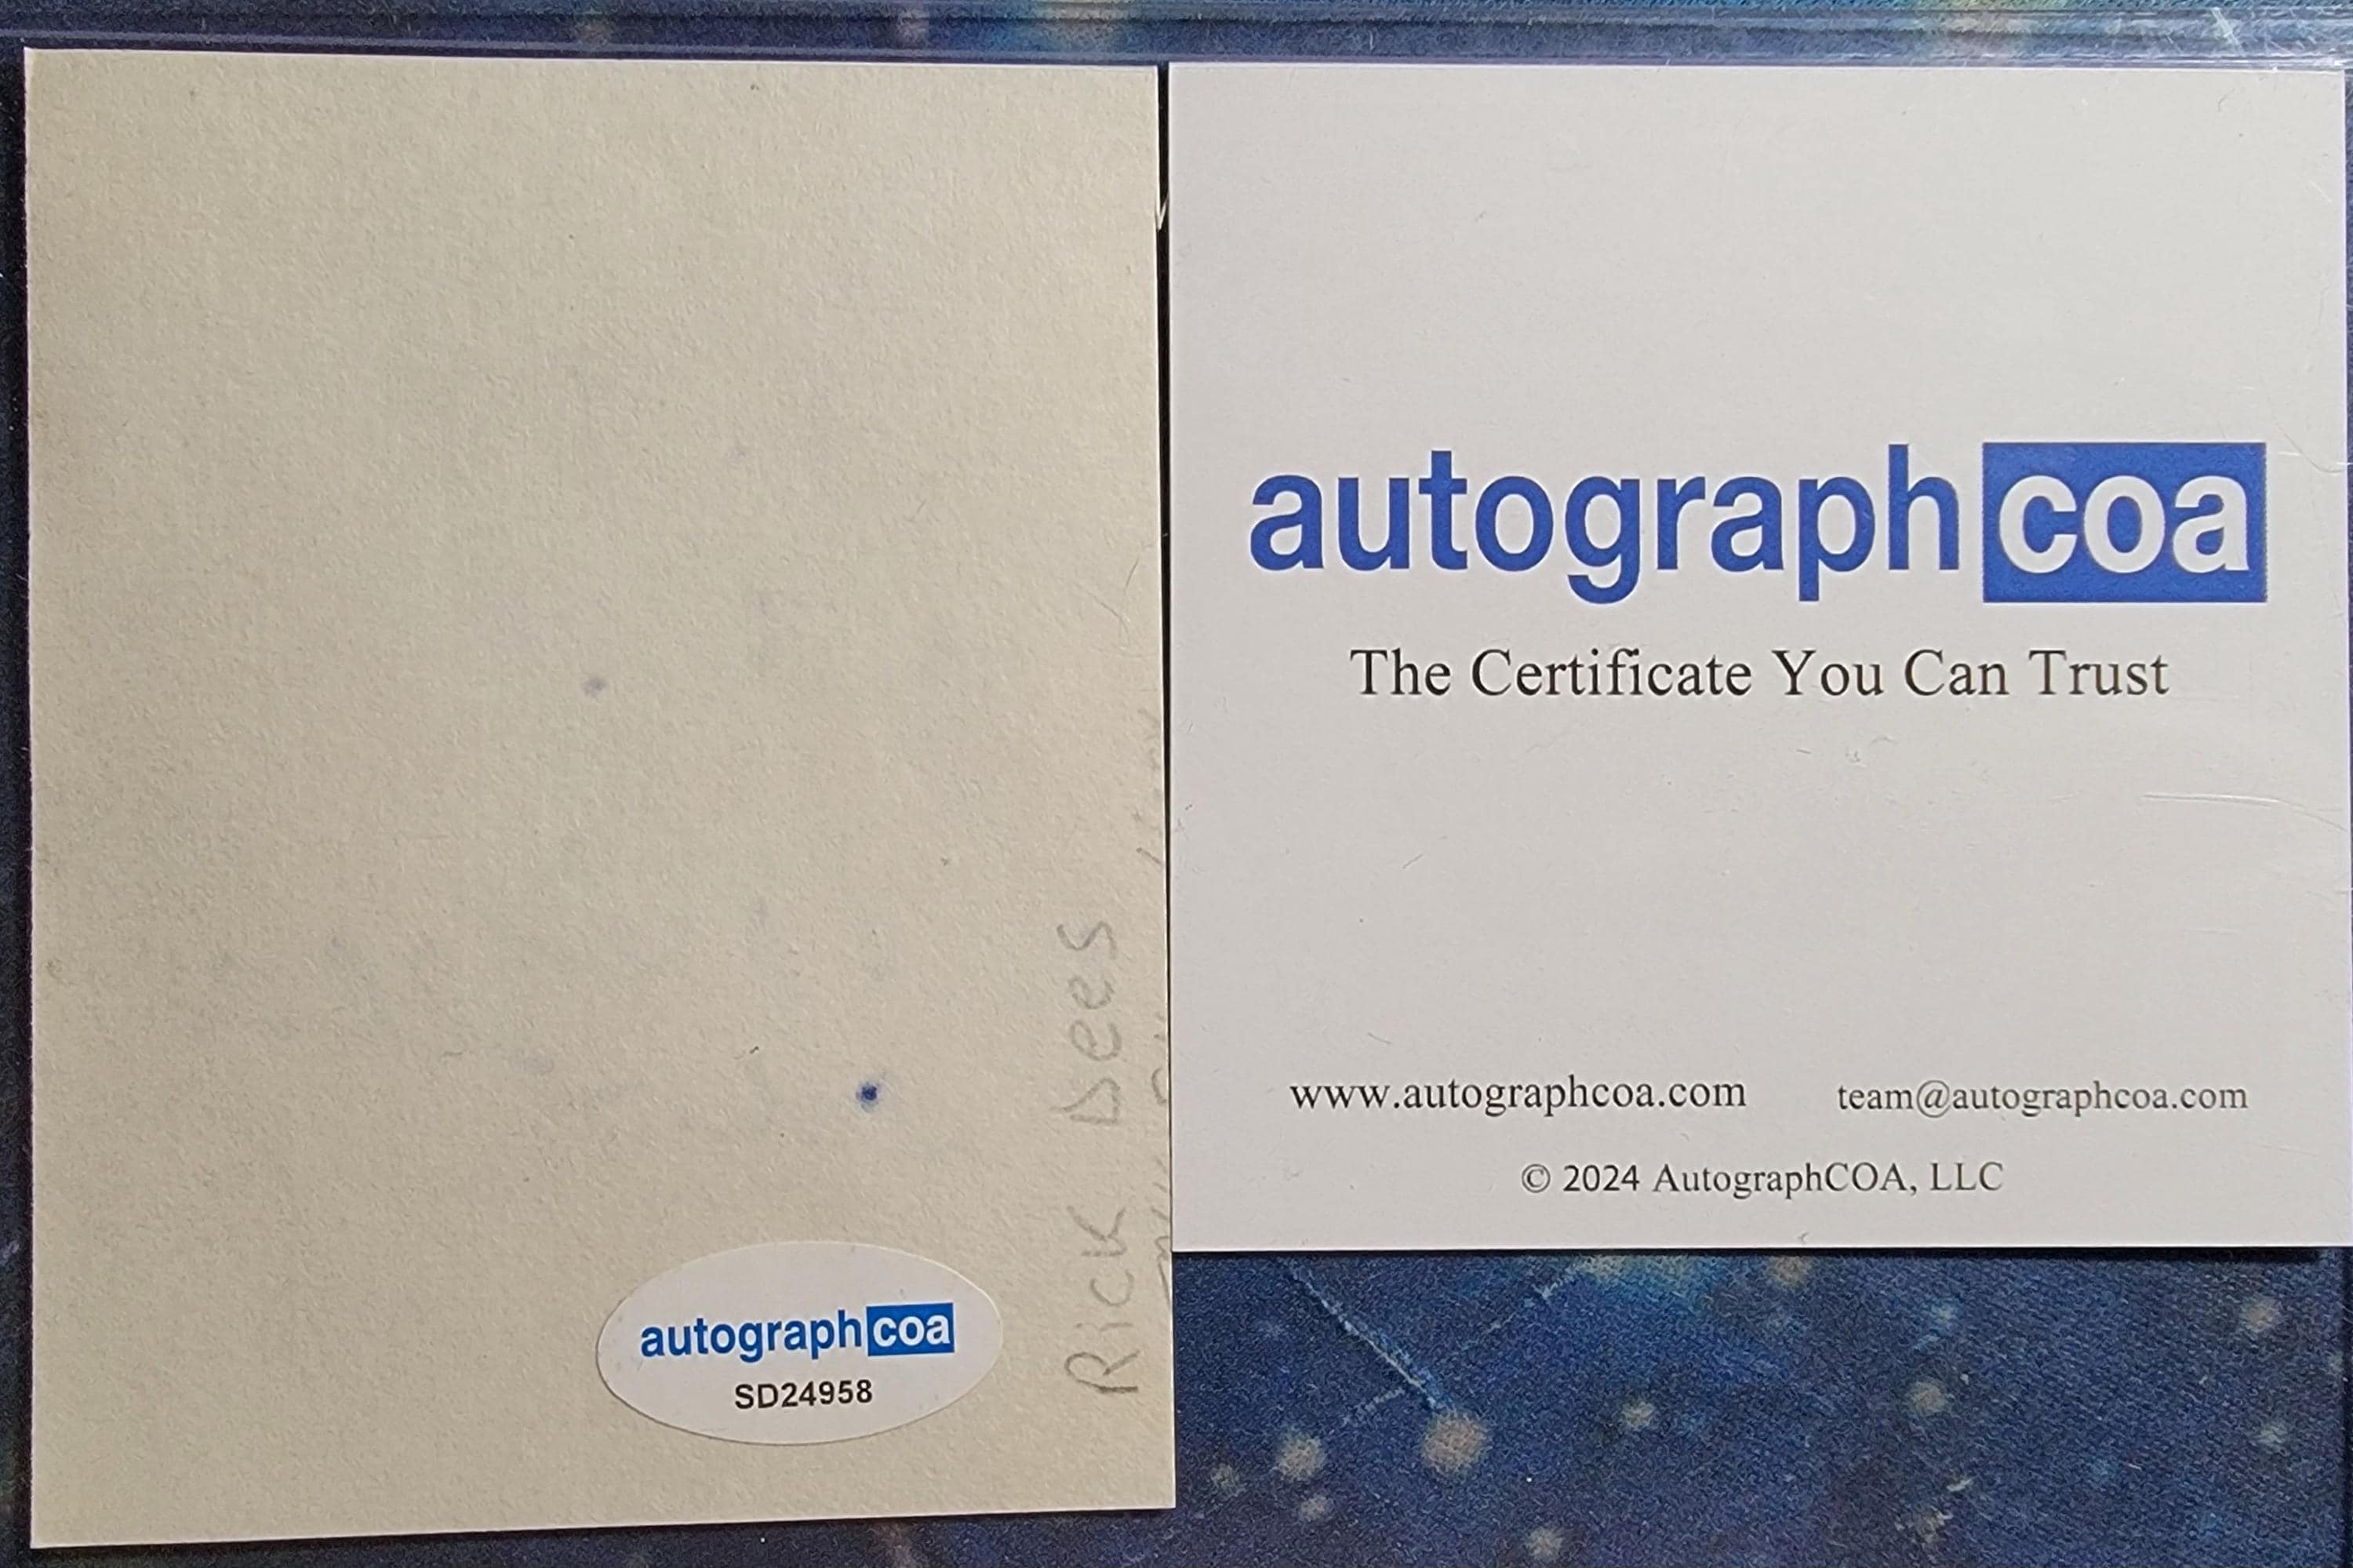 Rick Dees
autograph coa
SD24958
autograph coa
The Certificate You Can Trust
www.autographcoa.com team@autographcoa.com
© 2024 AutographCOA, LLC